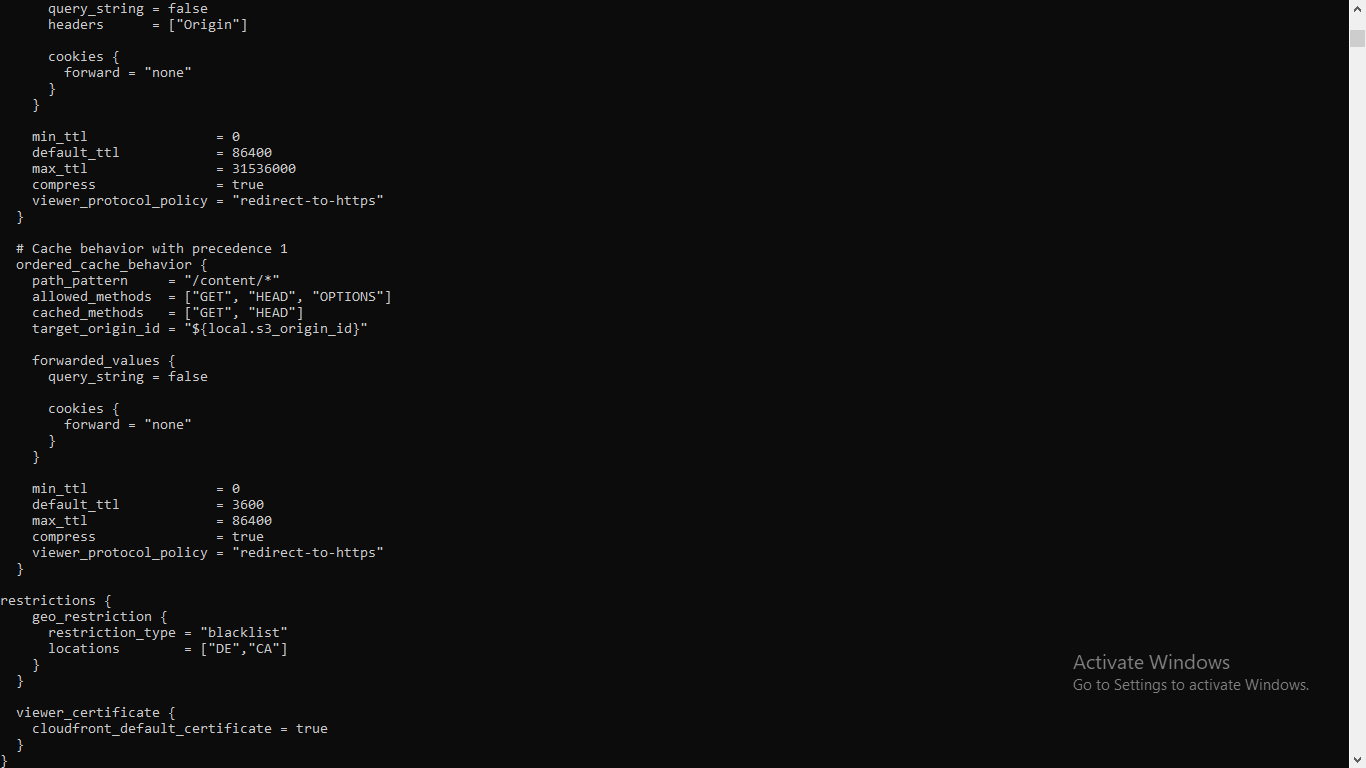 query_string = false
      headers      = ["Origin"]

      cookies {
        forward = "none"
      }
    }

    min_ttl                = 0
    default_ttl            = 86400
    max_ttl                = 31536000
    compress               = true
    viewer_protocol_policy = "redirect-to-https"
  }

  # Cache behavior with precedence 1
  ordered_cache_behavior {
    path_pattern     = "/content/*"
    allowed_methods  = ["GET", "HEAD", "OPTIONS"]
    cached_methods   = ["GET", "HEAD"]
    target_origin_id = "${local.s3_origin_id}"

    forwarded_values {
      query_string = false

      cookies {
        forward = "none"
      }
    }

    min_ttl                = 0
    default_ttl            = 3600
    max_ttl                = 86400
    compress               = true
    viewer_protocol_policy = "redirect-to-https"
  }

restrictions {
    geo_restriction {
      restriction_type = "blacklist"
      locations        = ["DE","CA"]
    }
  }

  viewer_certificate {
    cloudfront_default_certificate = true
  }
}
Activate Windows
Go to Settings to activate Windows.